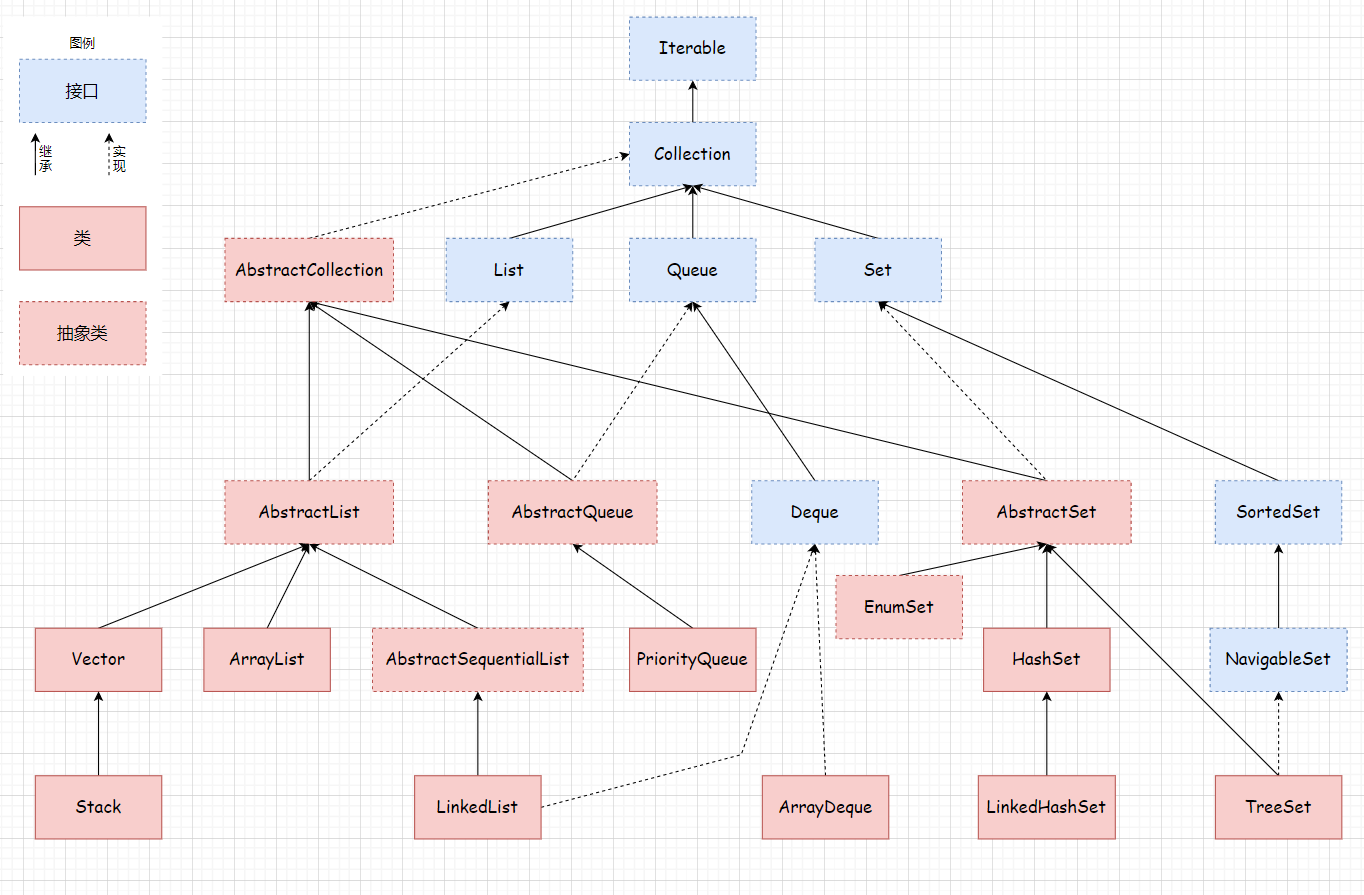 图例
接口
继
承
实
现
类
抽象类
Iterable
Collection
AbstractCollection
List
Queue
Set
AbstractList
AbstractQueue
Deque
AbstractSet
SortedSet
EnumSet
Vector
ArrayList
AbstractSequentialList
PriorityQueue
HashSet
NavigableSet
Stack
LinkedList
ArrayDeque
LinkedHashSet
TreeSet